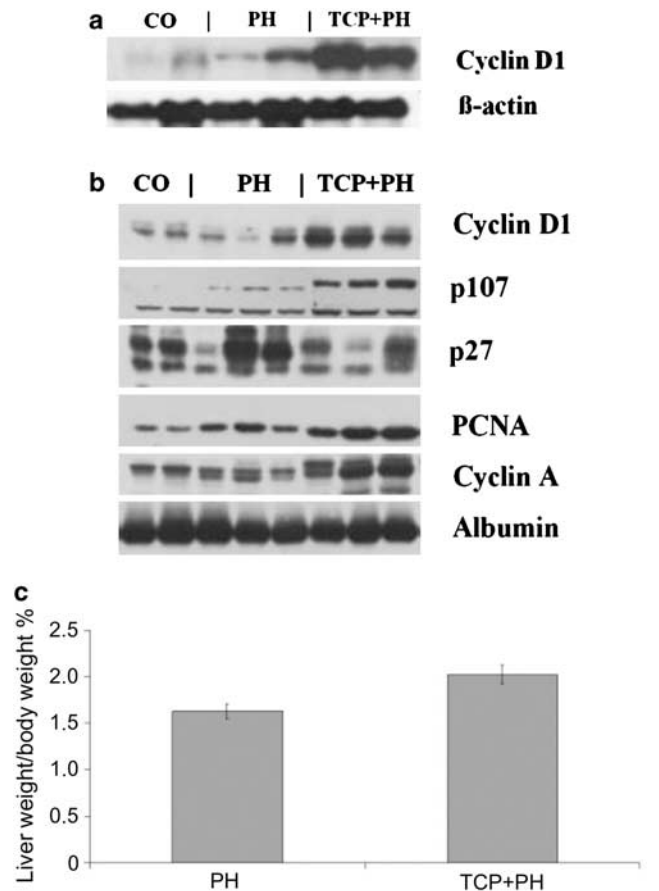 a
CO | PH | TCP+PH
Cyclin D1
ß-actin
b
CO | PH | TCP+PH
Cyclin D1
p107
p27
PCNA
Cyclin A
Albumin
c
Liver weight/body weight %
2.5
2.0
1.5
1.0
0.5
0
PH TCP+PH